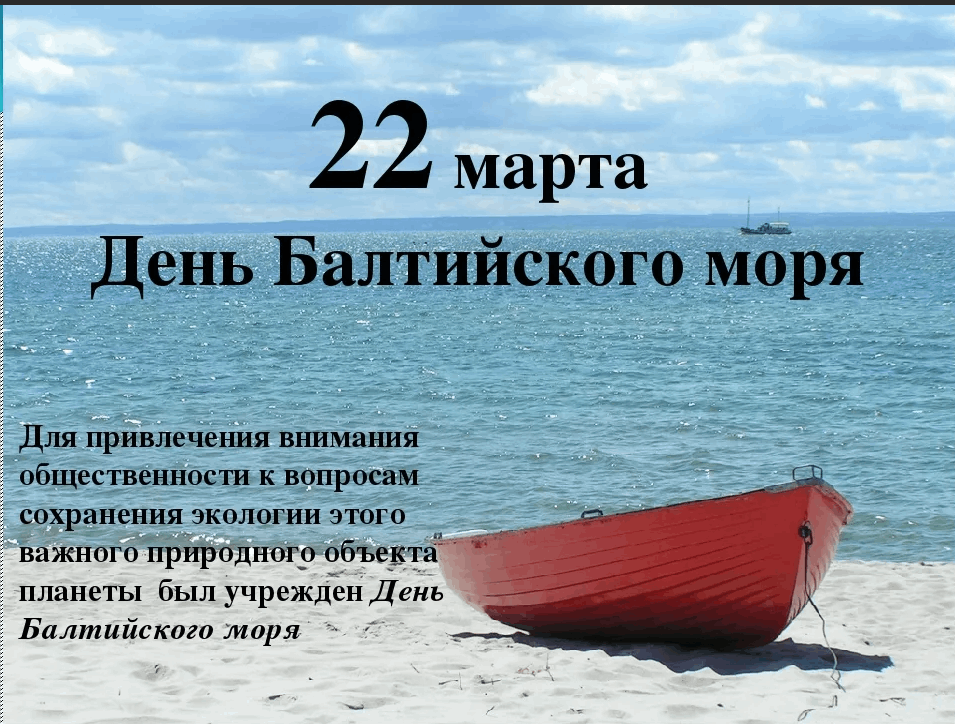 22 марта
День Балтийского моря
Для привлечения внимания
общественности к вопросам
сохранения экологии этого
важного природного объекта
планеты был учрежден День
Балтийского моря